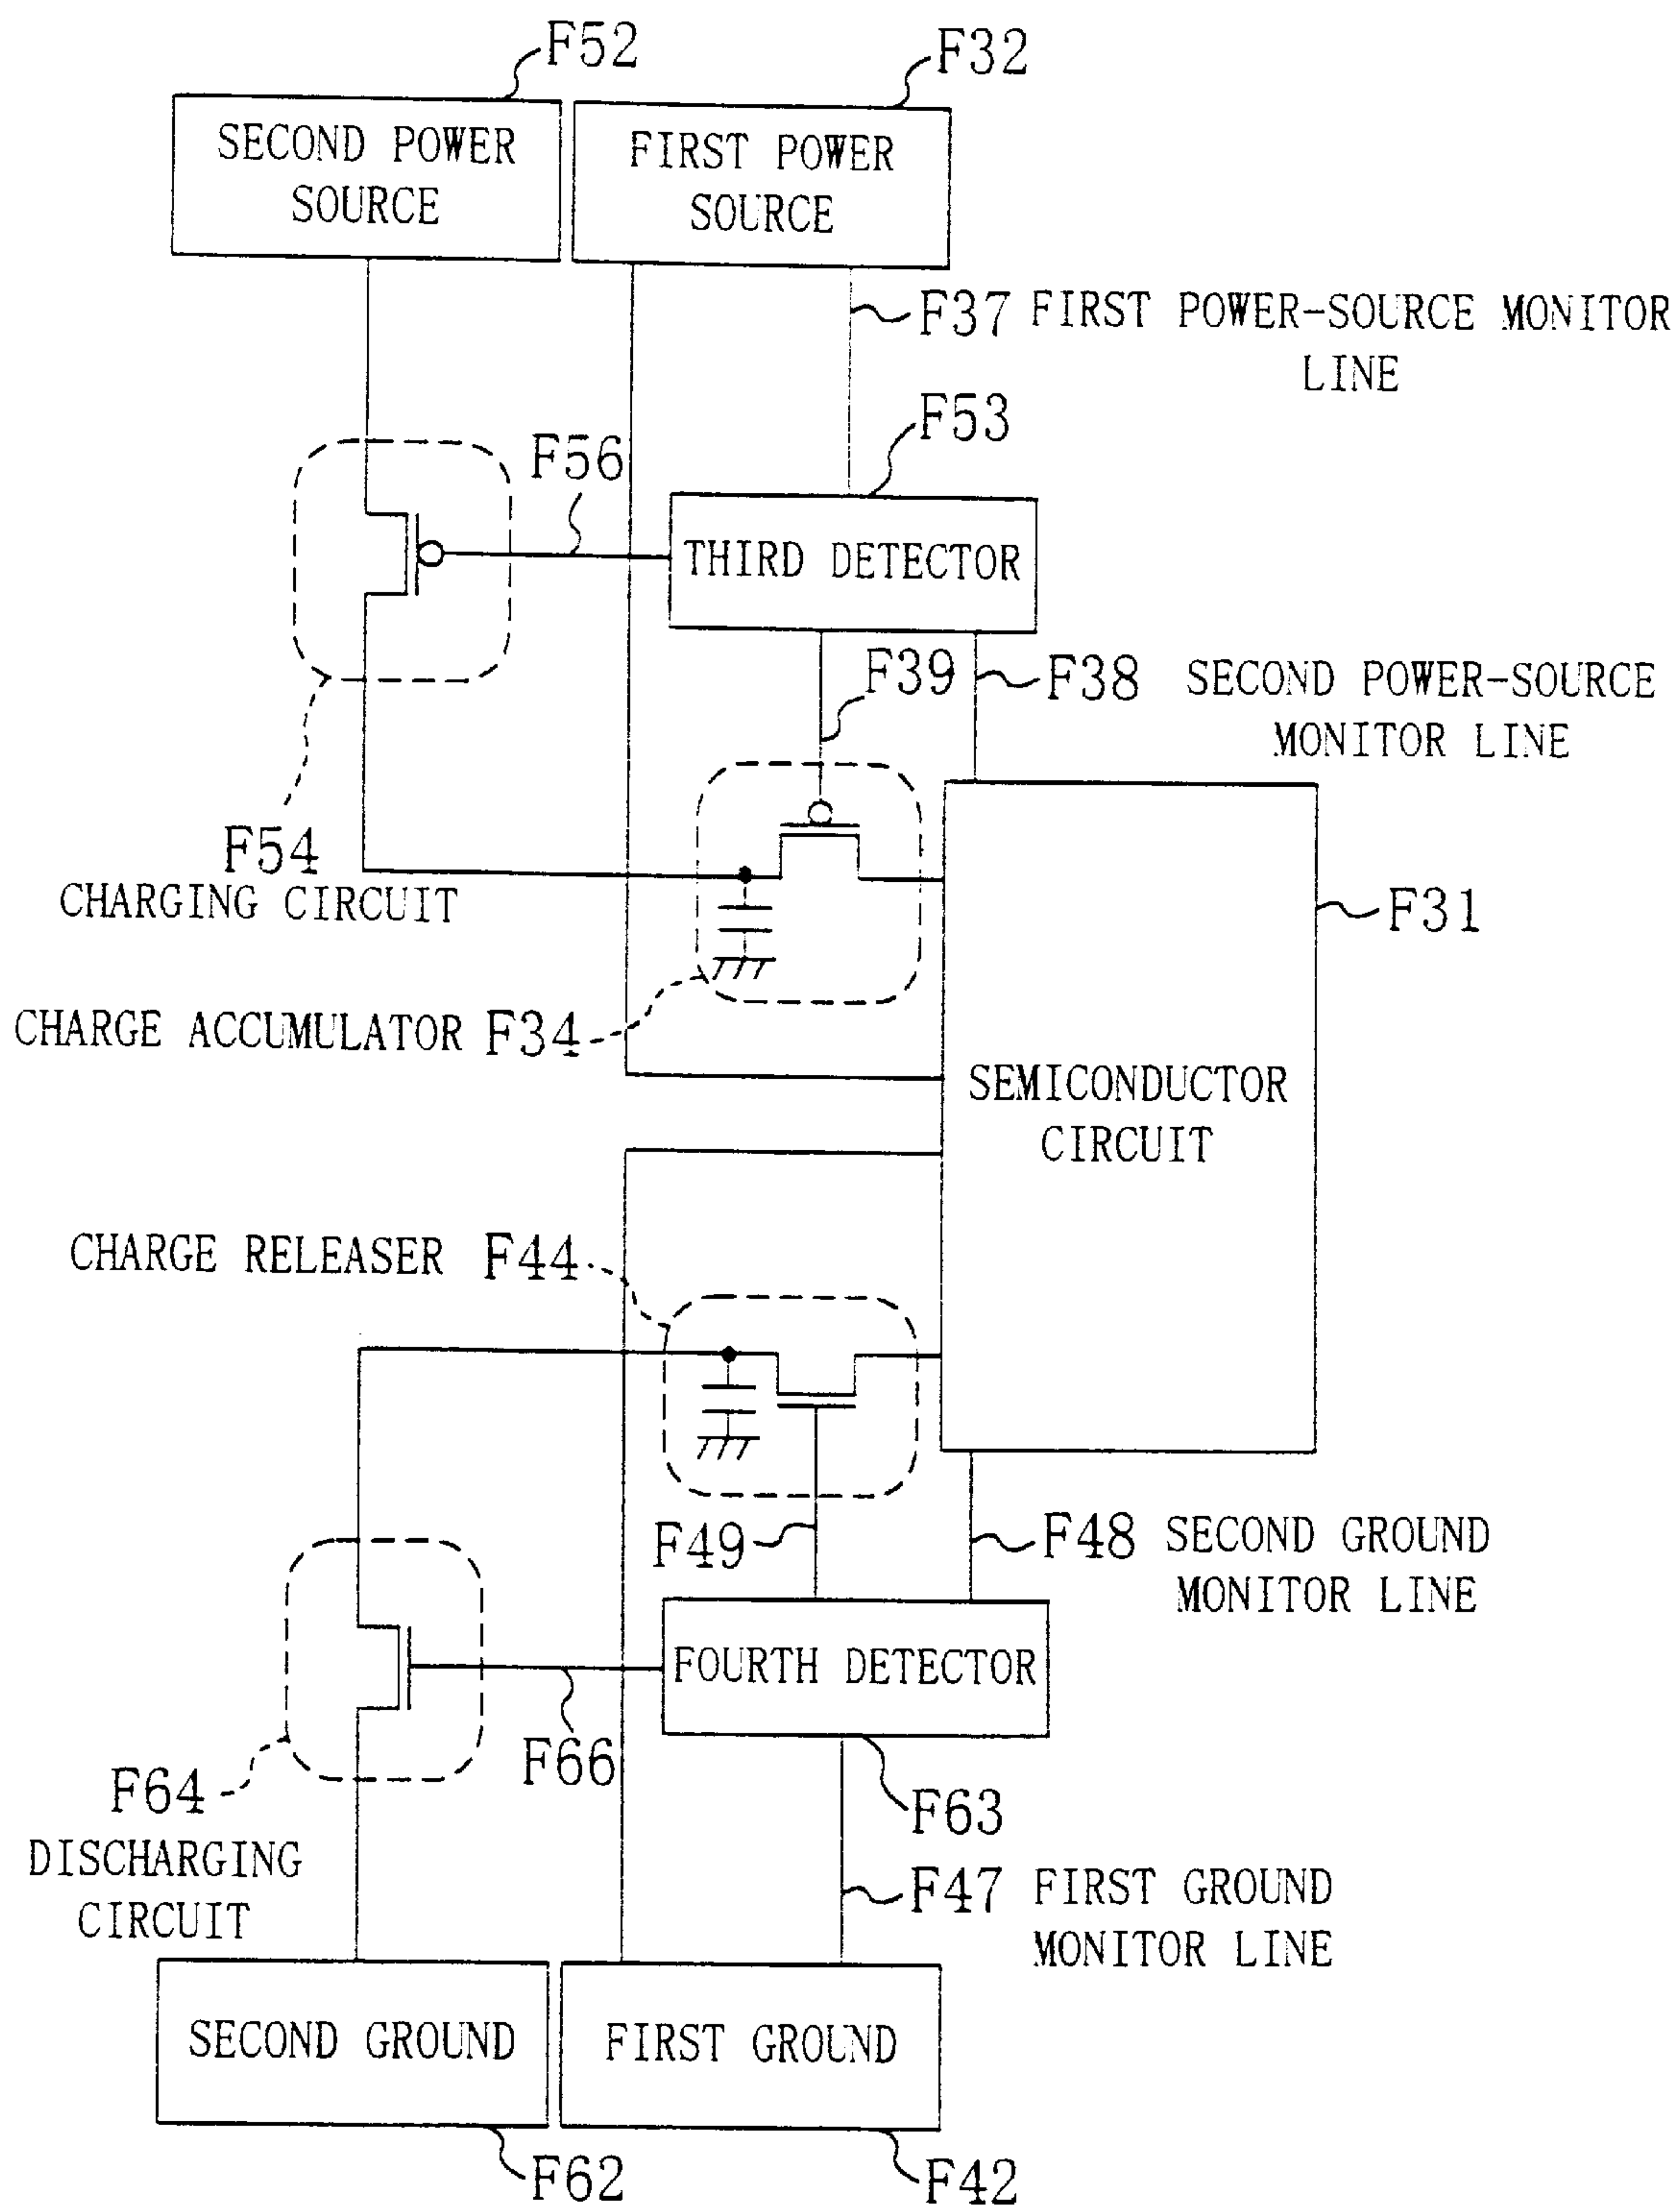 F52
F32
SECOND POWER
SOURCE
FIRST POWER
SOURCE
F37 FIRST POWER-SOURCE MONITOR
LINE
F53
F56
THIRD DETECTOR
F39
F38 SECOND POWER-SOURCE
MONITOR LINE
F54
CHARGING CIRCUIT
F31
CHARGE ACCUMULATOR F34
SEMICONDUCTOR
CIRCUIT
CHARGE RELEASER F44
F49
F48 SECOND GROUND
MONITOR LINE
FOURTH DETECTOR
F66
F64
DISCHARGING
CIRCUIT
F63
F47 FIRST GROUND
MONITOR LINE
SECOND GROUND
FIRST GROUND
F62
F42